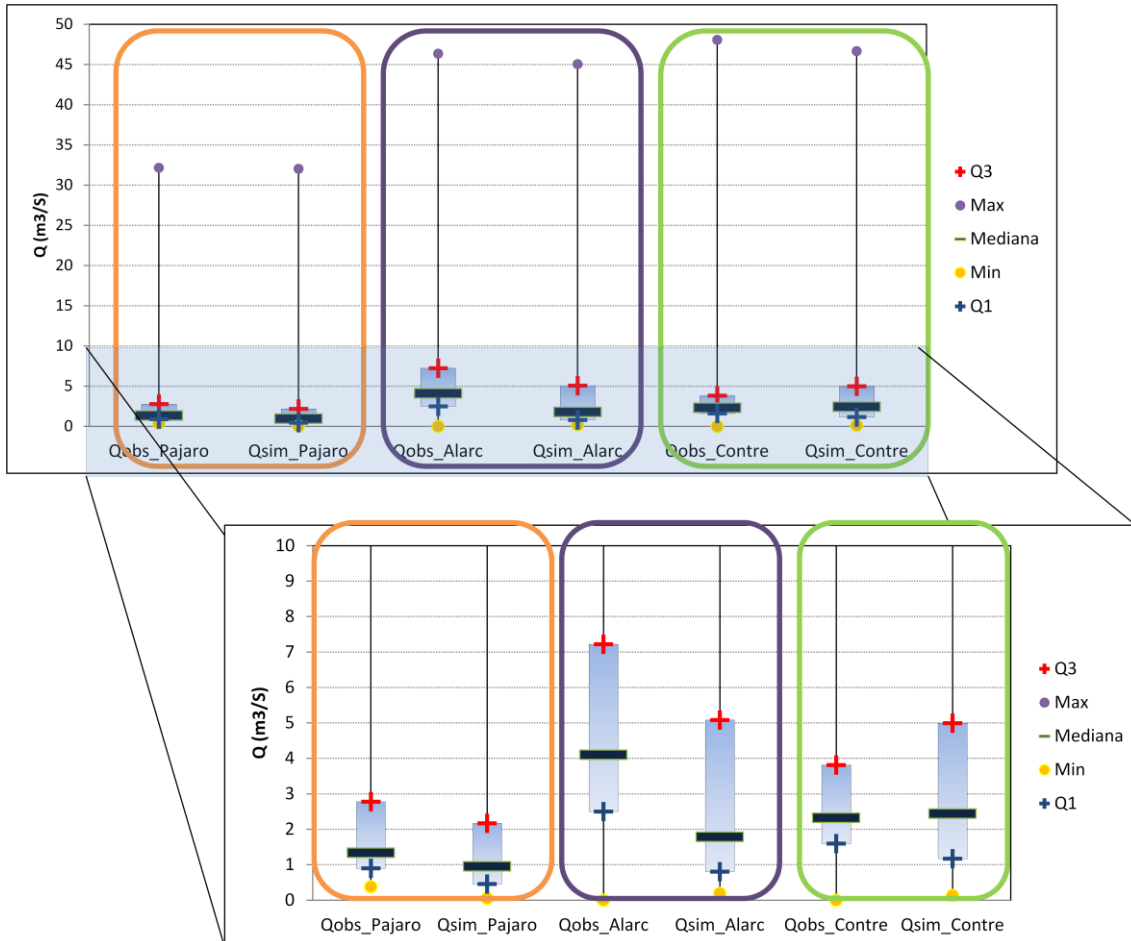 50
45
40
35
30
25
20
15
10
5
0
Q (m3/S)
Qobs_Pajaro Qsim_Pajaro Qobs_Alarc Qsim_Alarc Qobs_Contre Qsim_Contre
Q3
Max
Mediana
Min
Q1
10
9
8
7
6
5
4
3
2
1
0
Q (m3/S)
Qobs_Pajaro Qsim_Pajaro Qobs_Alarc Qsim_Alarc Qobs_Contre Qsim_Contre
Q3
Max
Mediana
Min
Q1